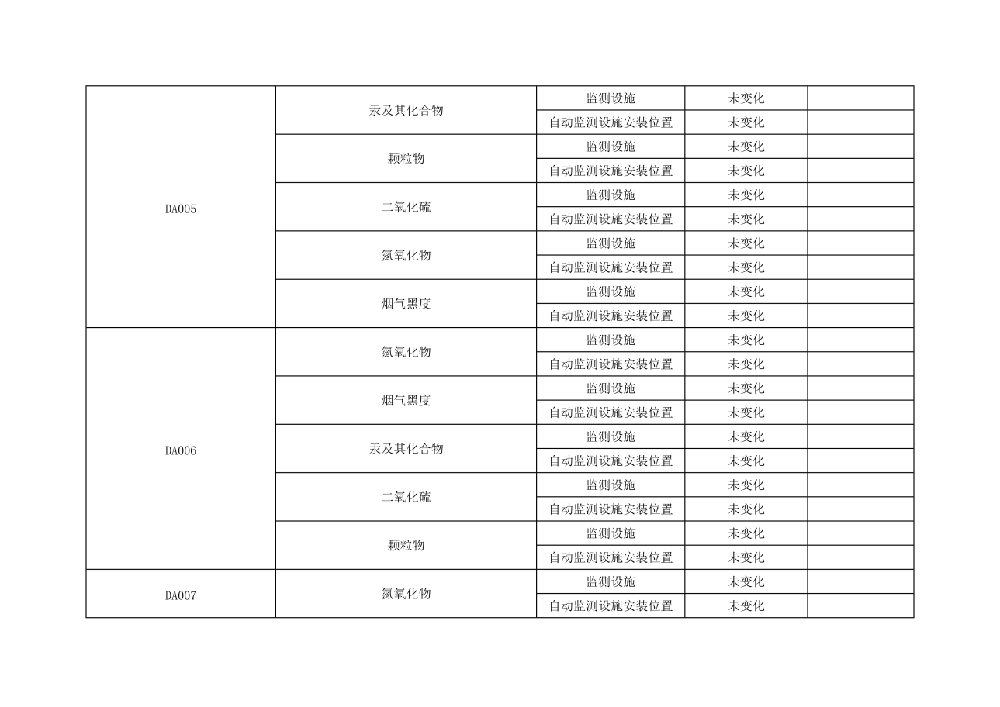 汞及其化合物 监测设施 未变化
自动监测设施安装位置 未变化
颗粒物 监测设施 未变化
自动监测设施安装位置 未变化
DA005 二氧化硫 监测设施 未变化
自动监测设施安装位置 未变化
氮氧化物 监测设施 未变化
自动监测设施安装位置 未变化
烟气黑度 监测设施 未变化
自动监测设施安装位置 未变化
氮氧化物 监测设施 未变化
自动监测设施安装位置 未变化
烟气黑度 监测设施 未变化
自动监测设施安装位置 未变化
DA006 汞及其化合物 监测设施 未变化
自动监测设施安装位置 未变化
二氧化硫 监测设施 未变化
自动监测设施安装位置 未变化
颗粒物 监测设施 未变化
自动监测设施安装位置 未变化
DA007 氮氧化物 监测设施 未变化
自动监测设施安装位置 未变化